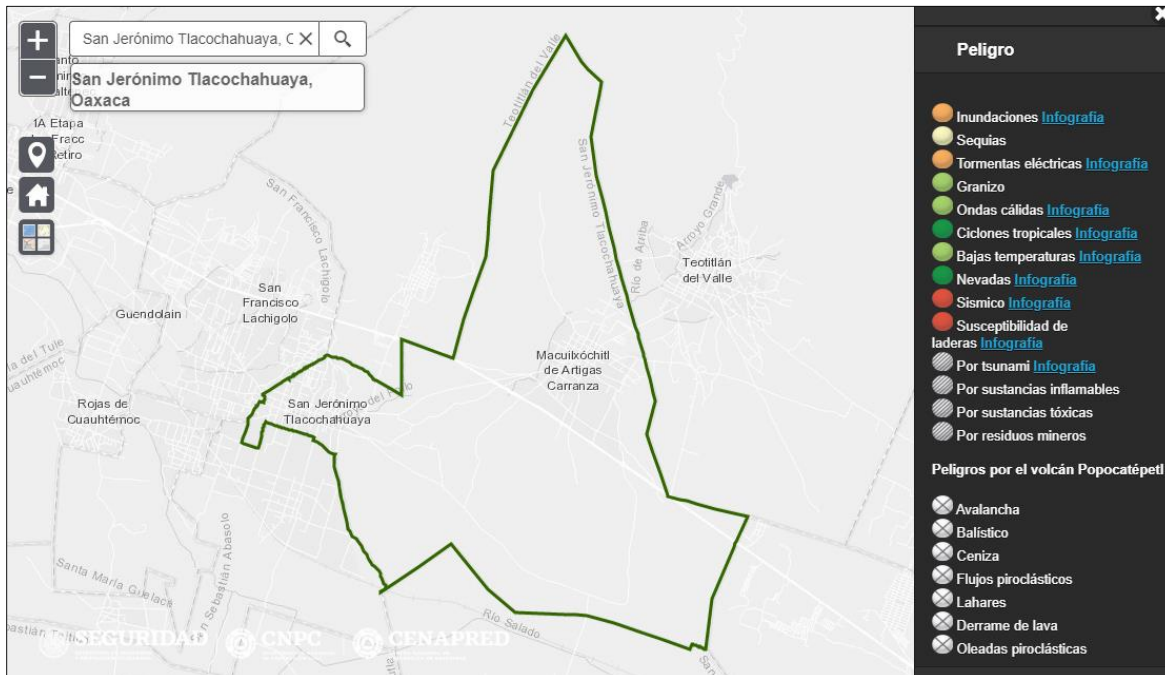 +
−
San Jerónimo Tlacochahuaya, C
San Jerónimo Tlacochahuaya,
Oaxaca
1A Etapa
Fracc
Retiro
Teotitlán del Valle
San Jerónimo Tlacochahuaya
San Francisco Lachigolo
Arroyo Grande
Río de Arriba
Teotitlán
del Valle
San
Francisco
Lachigolo
Guendolain
Macuilxóchitl
de Artigas
Carranza
Rojas de
Cuauhtémoc
San Jerónimo
Tlacochahuaya
Santa María Guelacé
San Sebastián Abasolo
Río Salado
SEGURIDAD
CNPC
CENAPRED
Peligro
Inundaciones Infografía
Sequias
Tormentas eléctricas Infografía
Granizo
Ondas cálidas Infografía
Ciclones tropicales Infografía
Bajas temperaturas Infografía
Nevadas Infografía
Sísmico Infografía
Susceptibilidad de
laderas Infografía
Por tsunami Infografía
Por sustancias inflamables
Por sustancias tóxicas
Por residuos mineros
Peligros por el volcán Popocatépetl
Avalancha
Balístico
Ceniza
Flujos piroclásticos
Lahares
Derrame de lava
Oleadas piroclásticas